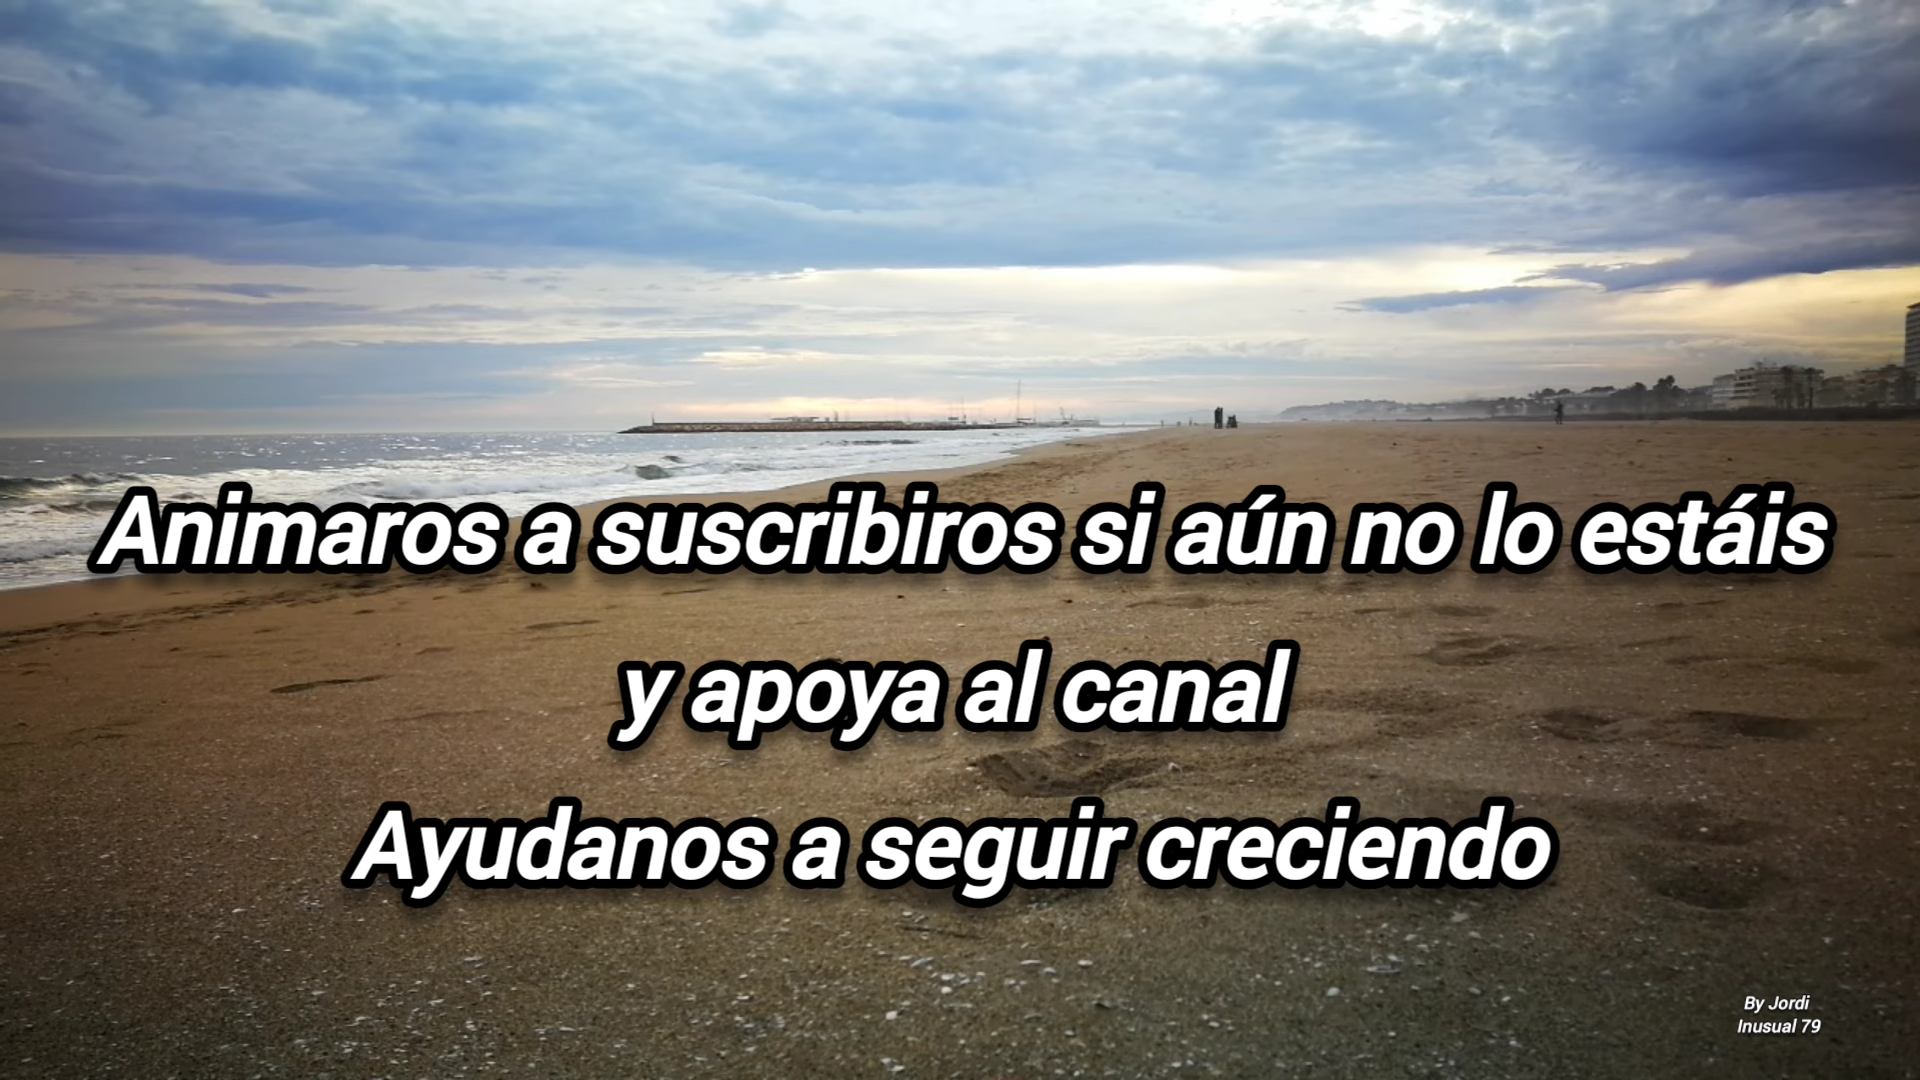 Animaros a suscribiros si aún no lo estáis
y apoya al canal
Ayudanos a seguir creciendo
By Jordi
Inusual 79